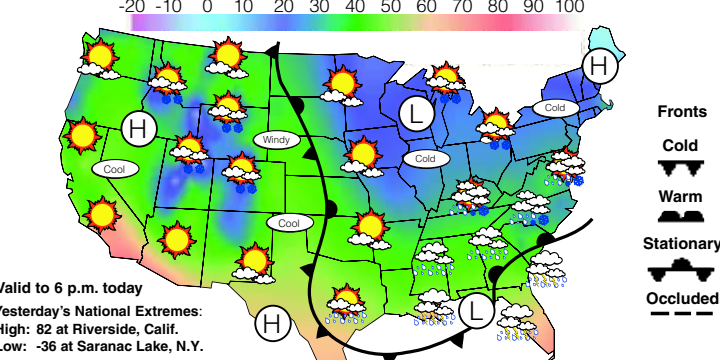 -20 -10 0 10 20 30 40 50 60 70 80 90 100
H
Cold
Fronts
L
H
Windy
Cold
Cold
Cool
Warm
Cool
Stationary
Valid to 6 p.m. today
Occluded
Yesterday's National Extremes:
H
L
High: 82 at Riverside, Calif.
Low: -36 at Saranac Lake, N.Y.